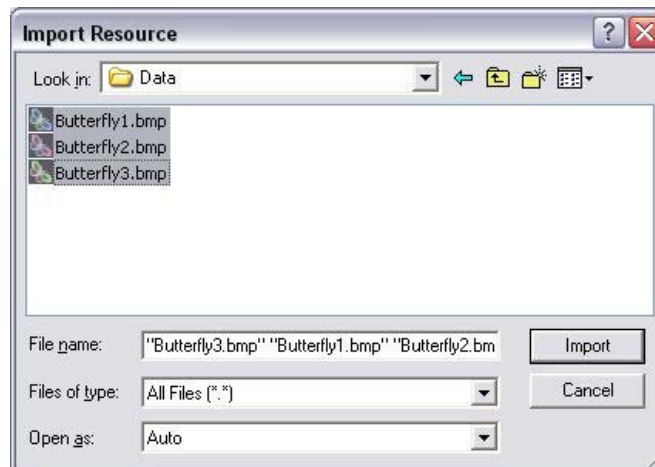 Import Resource
Look in: Data
Butterfly1.bmp
Butterfly2.bmp
Butterfly3.bmp
File name: "Butterfly3.bmp" "Butterfly1.bmp" "Butterfly2.bm Import
Files of type: All Files (*.*) Cancel
Open as: Auto